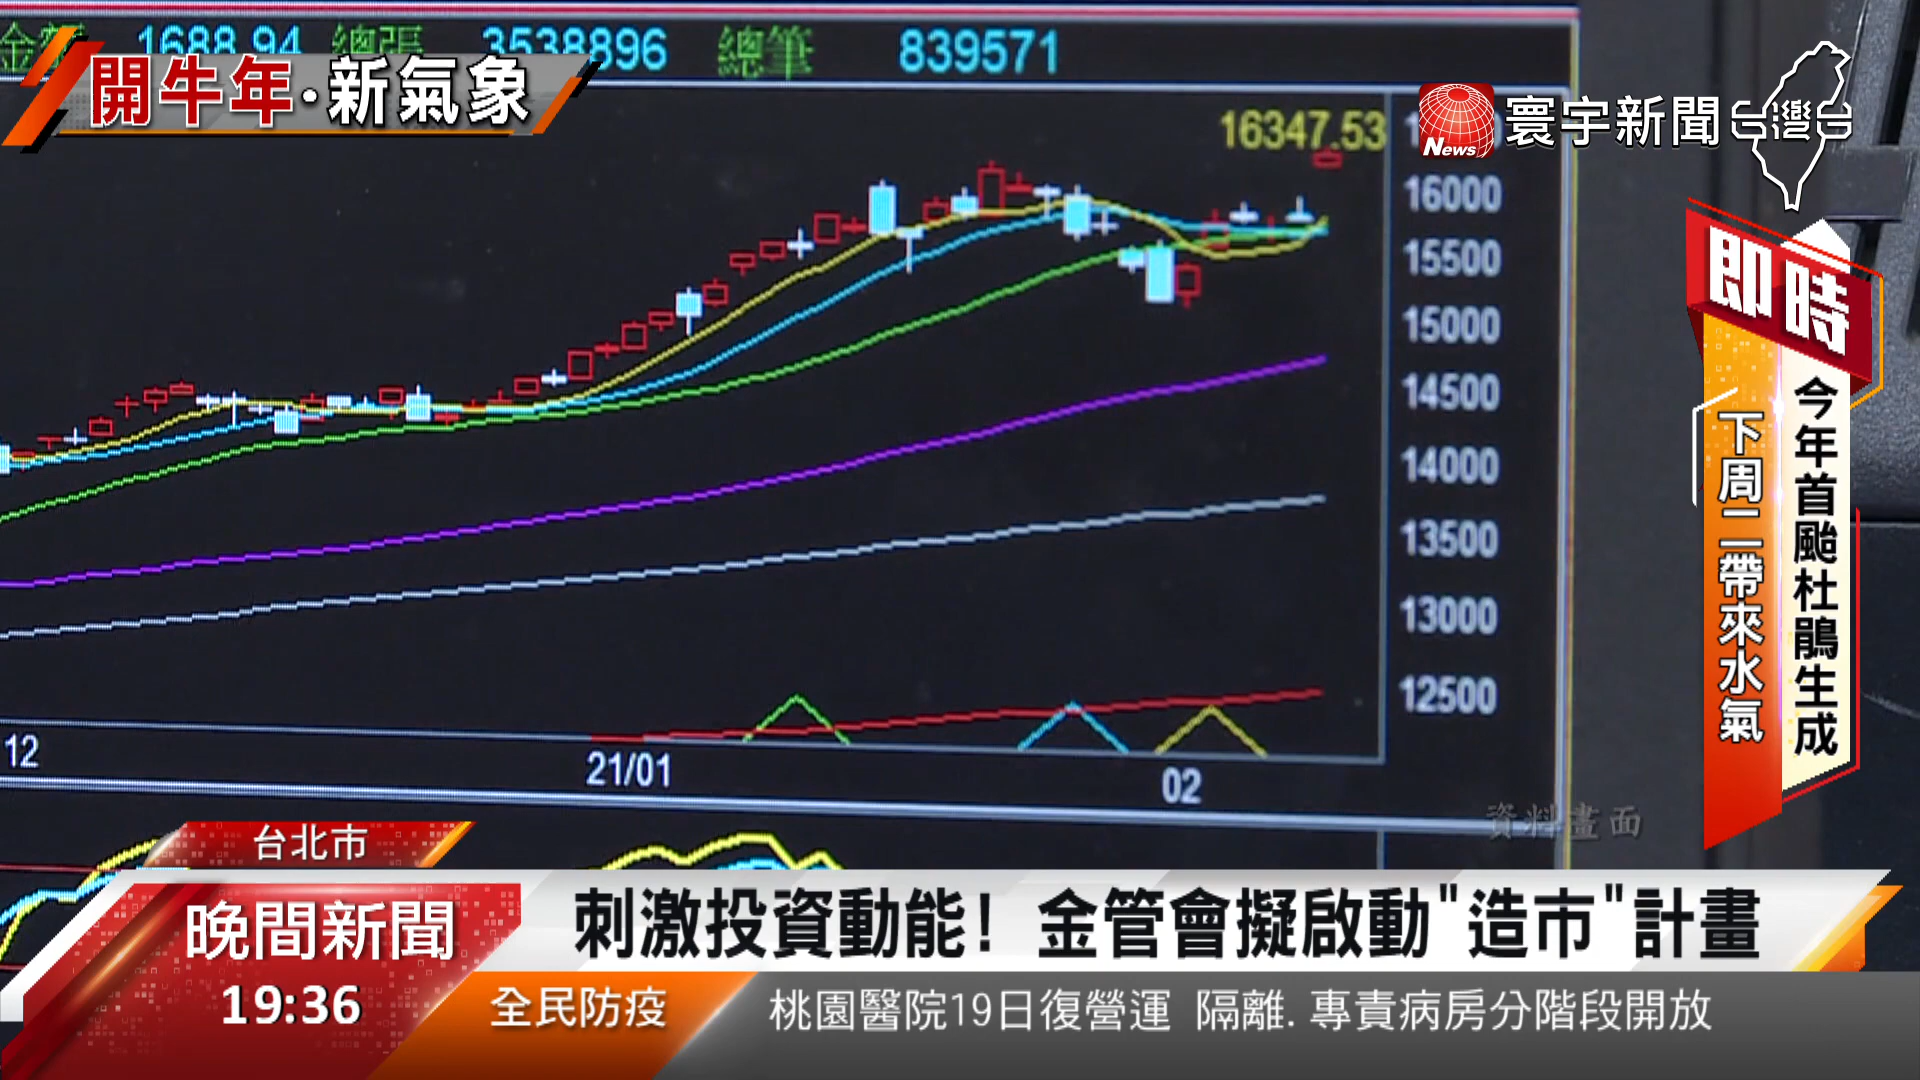 1688.94 總張 3538896 總筆 839571
開牛年·新氣象
16347.53
News 寰宇新聞 台灣
16000
15500
15000
14500
14000
13500
13000
12500
12
21/01
02
即時
今年首颱杜鵑生成
下周二帶來水氣
資料畫面
台北市
晚間新聞
刺激投資動能! 金管會擬啟動"造市"計畫
19:36
全民防疫
桃園醫院19日復營運 隔離.專責病房分階段開放